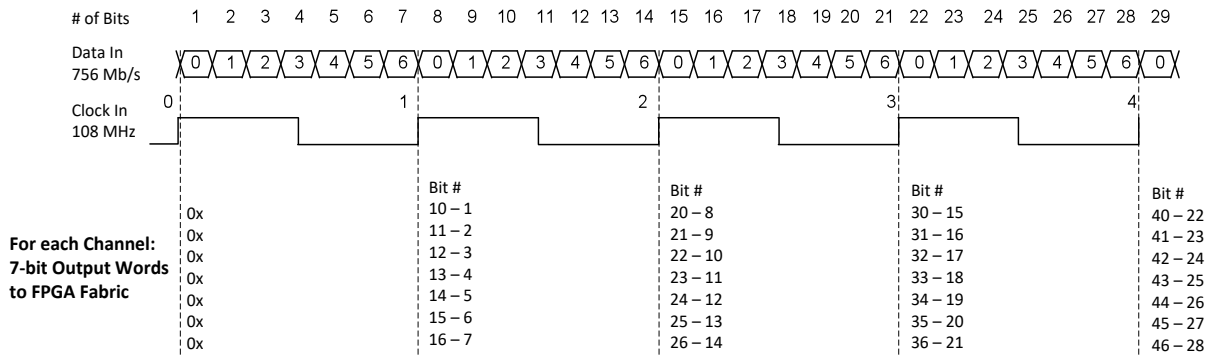 # of Bits 1 2 3 4 5 6 7 8 9 10 11 12 13 14 15 16 17 18 19 20 21 22 23 24 25 26 27 28 29
Data In
756 Mb/s
0 1 2 3 4 5 6 0 1 2 3 4 5 6 0 1 2 3 4 5 6 0 1 2 3 4 5 6 0
0 1 2 3 4
Clock In
108 MHz
For each Channel:
7-bit Output Words
to FPGA Fabric
0x
0x
0x
0x
0x
0x
0x
Bit #
10 – 1
11 – 2
12 – 3
13 – 4
14 – 5
15 – 6
16 – 7
Bit #
20 – 8
21 – 9
22 – 10
23 – 11
24 – 12
25 – 13
26 – 14
Bit #
30 – 15
31 – 16
32 – 17
33 – 18
34 – 19
35 – 20
36 – 21
Bit #
40 – 22
41 – 23
42 – 24
43 – 25
44 – 26
45 – 27
46 – 28